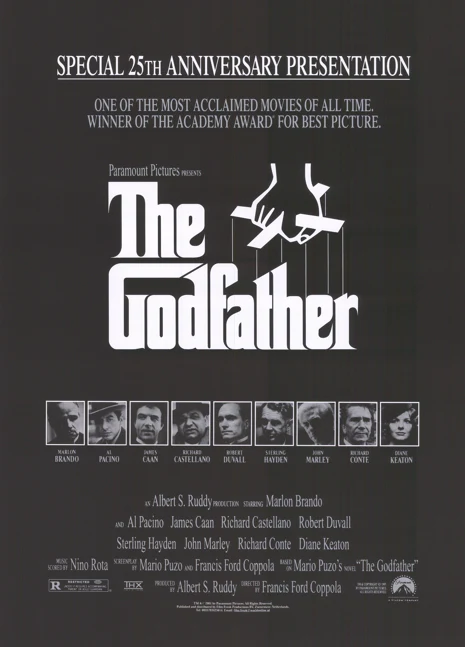 SPECIAL 25TH ANNIVERSARY PRESENTATION
ONE OF THE MOST ACCLAIMED MOVIES OF ALL TIME.
WINNER OF THE ACADEMY AWARD® FOR BEST PICTURE.
Paramount Pictures PRESENTS
The
Godfather
MARLON BRANDO
AL PACINO
JAMES CAAN
RICHARD CASTELLANO
ROBERT DUVALL
STERLING HAYDEN
JOHN MARLEY
RICHARD CONTE
DIANE KEATON
AN Albert S. Ruddy PRODUCTION STARRING Marlon Brando
AND Al Pacino James Caan Richard Castellano Robert Duvall
Sterling Hayden John Marley Richard Conte Diane Keaton
MUSIC SCORED BY Nino Rota SCREENPLAY BY Mario Puzo AND Francis Ford Coppola BASED ON Mario Puzo's NOVEL "The Godfather"
R RESTRICTED THX PRODUCED BY Albert S. Ruddy DIRECTED BY Francis Ford Coppola